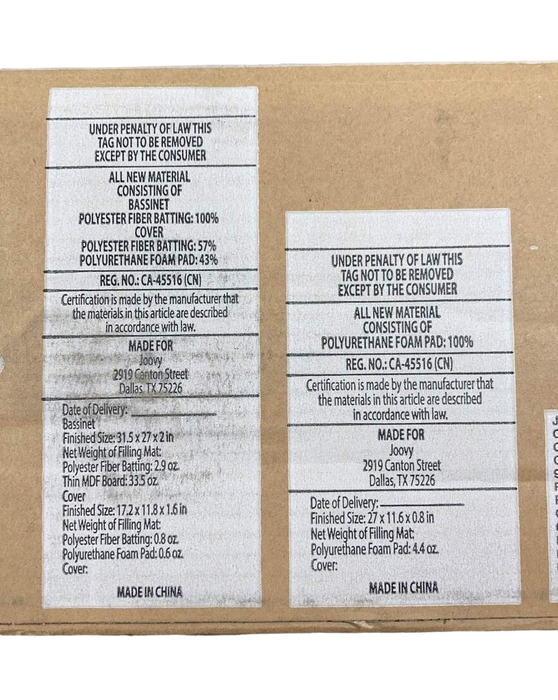 UNDER PENALTY OF LAW THIS
TAG NOT TO BE REMOVED
EXCEPT BY THE CONSUMER
ALL NEW MATERIAL
CONSISTING OF
BASSINET
POLYESTER FIBER BATTING: 100%
COVER
POLYESTER FIBER BATTING: 57%
POLYURETHANE FOAM PAD: 43%
REG. NO.: CA-45516 (CN)
Certification is made by the manufacturer that
the materials in this article are described
in accordance with law.
MADE FOR
Joovy
2919 Canton Street
Dallas, TX 75226
Date of Delivery:
Bassinet
Finished Size: 31.5 x 27 x 2 in
Net Weight of Filling Mat:
Polyester Fiber Batting: 2.9 oz.
Thin MDF Board: 33.5 oz.
Cover
Finished Size: 17.2 x 11.8 x 1.6 in
Net Weight of Filling Mat:
Polyester Fiber Batting: 0.8 oz.
Polyurethane Foam Pad: 0.6 oz.
Cover:
MADE IN CHINA
UNDER PENALTY OF LAW THIS
TAG NOT TO BE REMOVED
EXCEPT BY THE CONSUMER
ALL NEW MATERIAL
CONSISTING OF
POLYURETHANE FOAM PAD: 100%
REG. NO.: CA-45516 (CN)
Certification is made by the manufacturer that
the materials in this article are described
in accordance with law.
MADE FOR
Joovy
2919 Canton Street
Dallas, TX 75226
Date of Delivery:
Finished Size: 27 x 11.6 x 0.8 in
Net Weight of Filling Mat:
Polyurethane Foam Pad: 4.4 oz.
Cover:
MADE IN CHINA